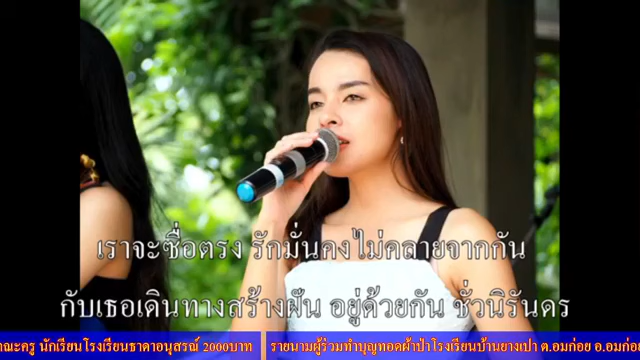 เราจะซื่อตรง รักมั่นคงไม่คลายจากกัน
กับเธอเดินทางสร้างฝัน อยู่ด้วยกัน ชั่วนิรันดร
คณะครู นักเรียนโรงเรียนธาดาอนุสรณ์ 2000บาท รายนามผู้ร่วมทำบุญทอดผ้าป่าโรงเรียนบ้านยางเปา ต.อมก๋อย อ.อมก๋อย